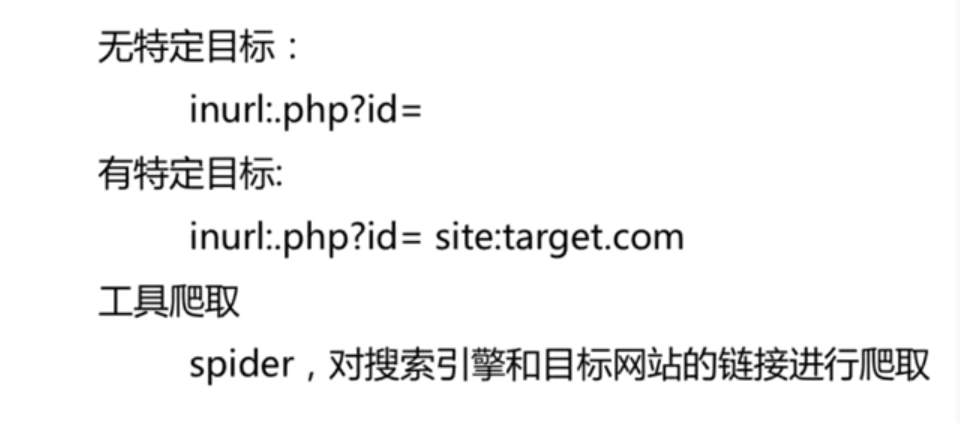 无特定目标：
inurl:.php?id=
有特定目标:
inurl:.php?id= site:target.com
工具爬取
spider，对搜索引擎和目标网站的链接进行爬取